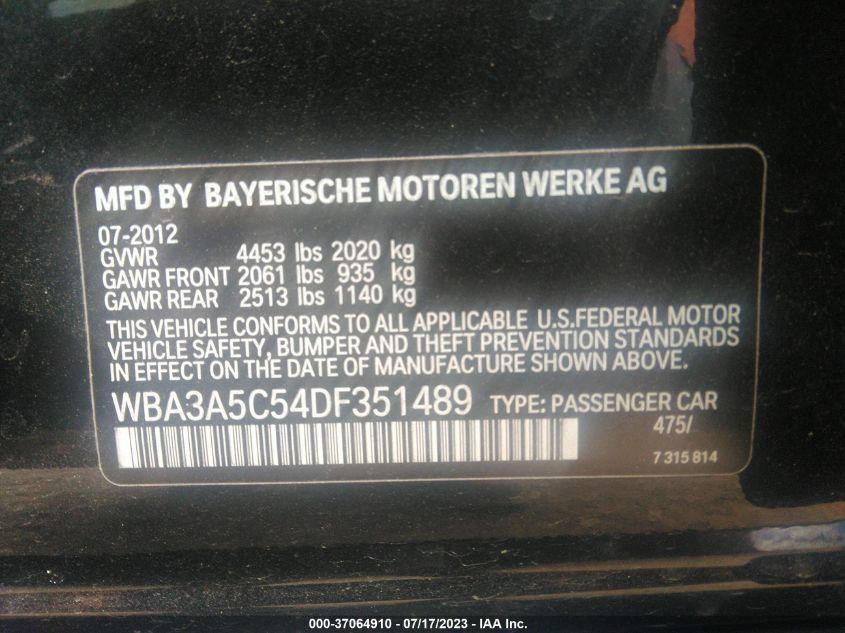 MFD BY BAYERISCHE MOTOREN WERKE AG
07-2012
GVWR 4453 lbs 2020 kg
GAWR FRONT 2061 lbs 935 kg
GAWR REAR 2513 lbs 1140 kg
THIS VEHICLE CONFORMS TO ALL APPLICABLE U.S.FEDERAL MOTOR
VEHICLE SAFETY, BUMPER AND THEFT PREVENTION STANDARDS
IN EFFECT ON THE DATE OF MANUFACTURE SHOWN ABOVE.
WBA3A5C54DF351489 TYPE: PASSENGER CAR
475/
7 315 814
000-37064910 - 07/17/2023 - IAA Inc.